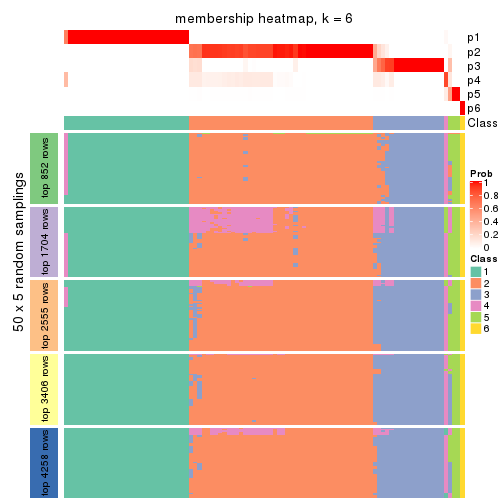 membership heatmap, k = 6
p1
p2
p3
p4
p5
p6
Class
50 x 5 random samplings
top 852 rows
top 1704 rows
top 2555 rows
top 3406 rows
top 4258 rows
Prob
1
0.8
0.6
0.4
0.2
0
Class
1
2
3
4
5
6